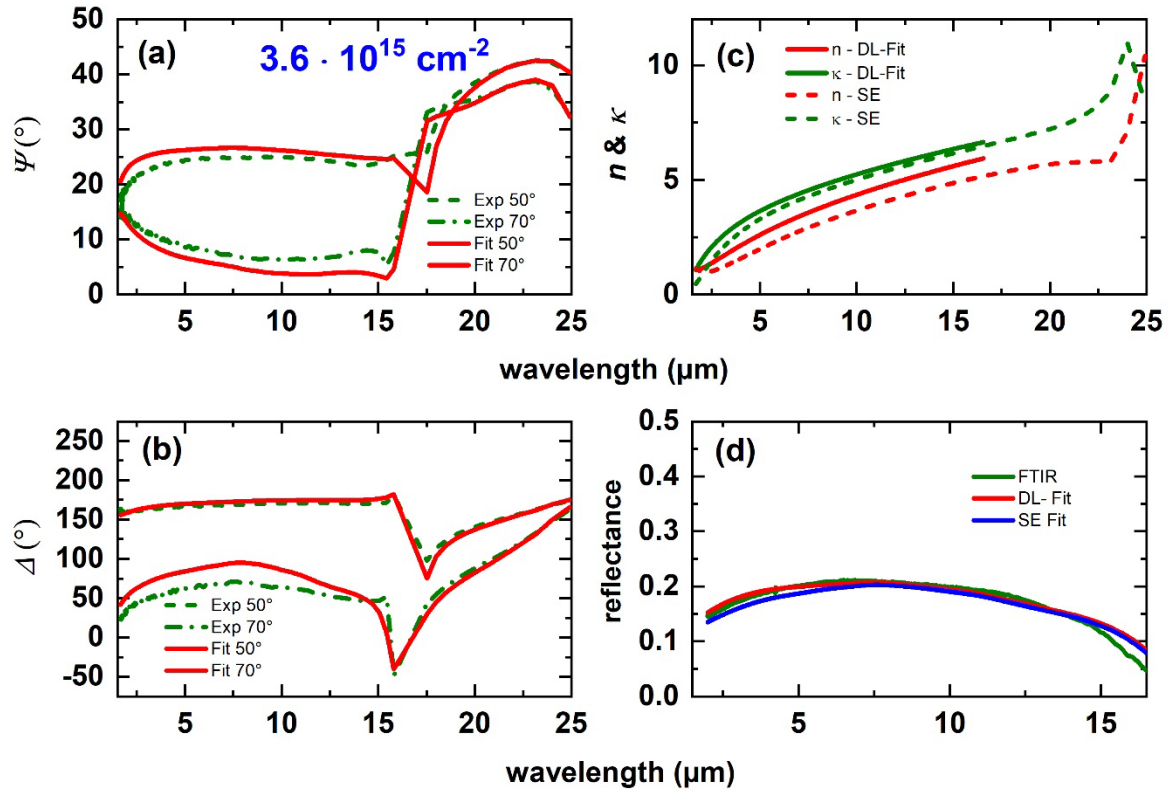 (a)
3.6 · 10¹⁵ cm⁻²
Ψ (°)
50
40
30
20
10
0
Exp 50°
Exp 70°
Fit 50°
Fit 70°
5 10 15 20 25
(c)
n & κ
10
5
0
n - DL-Fit
κ - DL-Fit
n - SE
κ - SE
5 10 15 20 25
wavelength (µm)
(b)
Δ (°)
250
200
150
100
50
0
-50
Exp 50°
Exp 70°
Fit 50°
Fit 70°
5 10 15 20 25
(d)
reflectance
0.5
0.4
0.3
0.2
0.1
0.0
FTIR
DL- Fit
SE Fit
5 10 15
wavelength (µm)